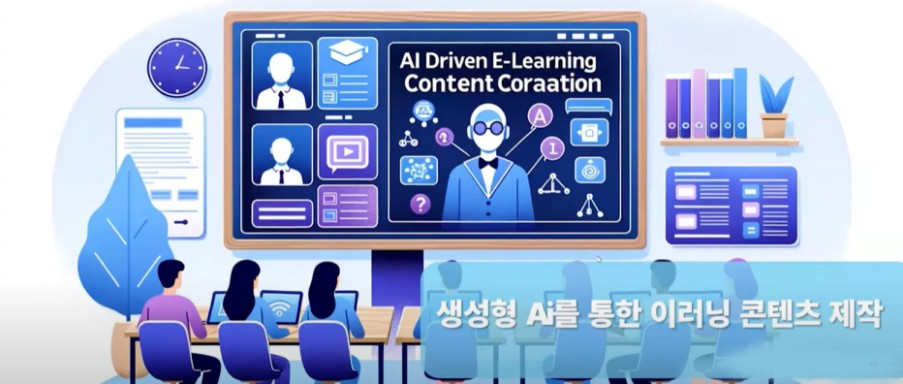 AI Driven E-Learning
Content Coraation
A
1
?
생성형 Ai를 통한 이러닝 콘텐츠 제작